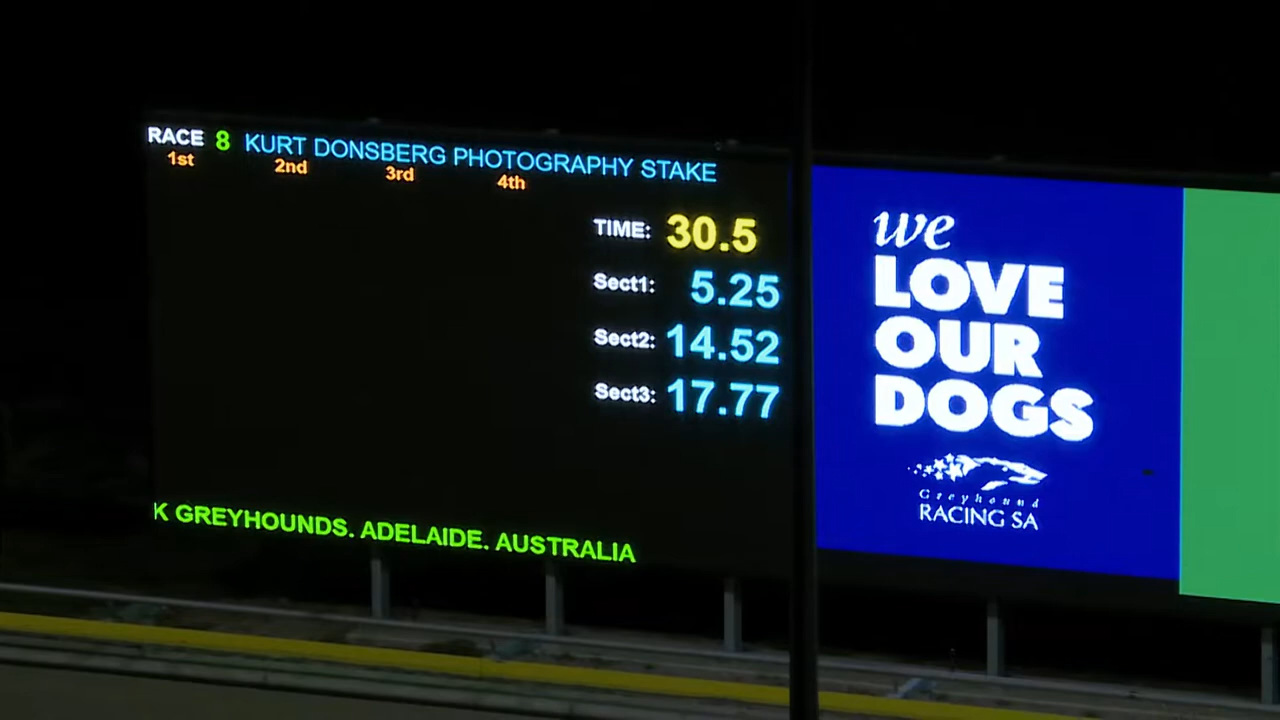 RACE 8 KURT DONSBERG PHOTOGRAPHY STAKE
1st 2nd 3rd 4th
TIME: 30.5
Sect1: 5.25
Sect2: 14.52
Sect3: 17.77
K GREYHOUNDS. ADELAIDE. AUSTRALIA
we
LOVE
OUR
DOGS
Greyhound
RACING SA